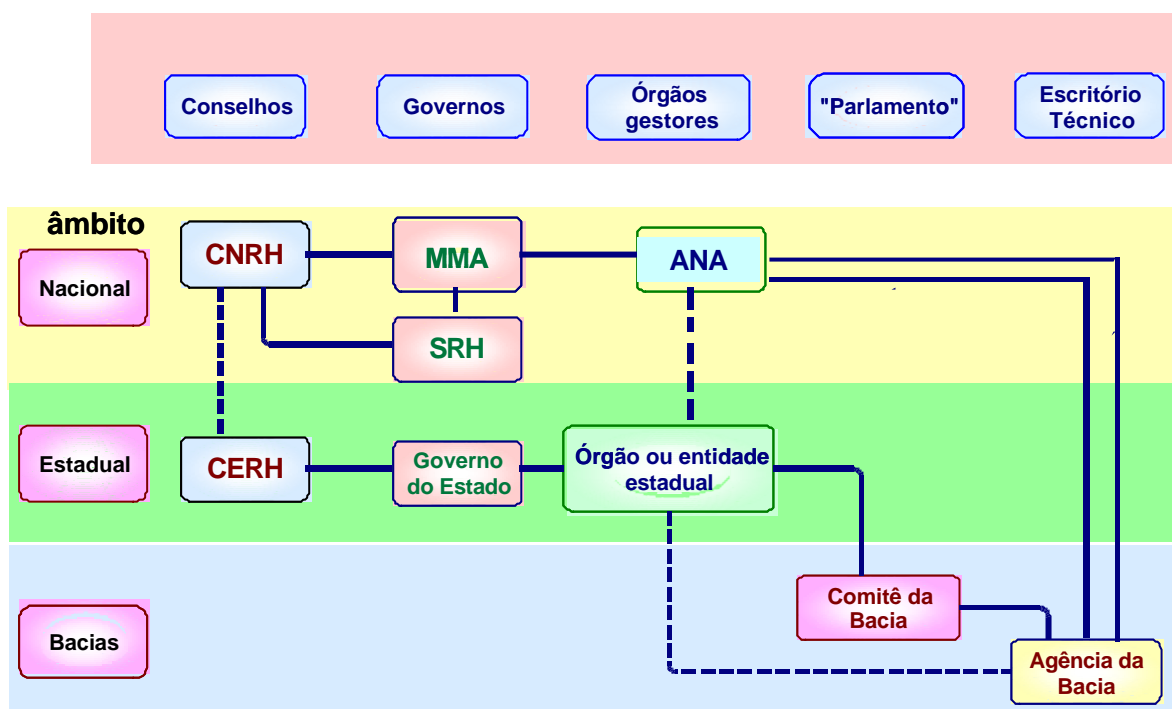 Conselhos
Governos
Órgãos
gestores
"Parlamento"
Escritório
Técnico
âmbito
Nacional
CNRH
MMA
ANA
SRH
Estadual
CERH
Governo
do Estado
Órgão ou entidade
estadual
Bacias
Comitê da
Bacia
Agência da
Bacia